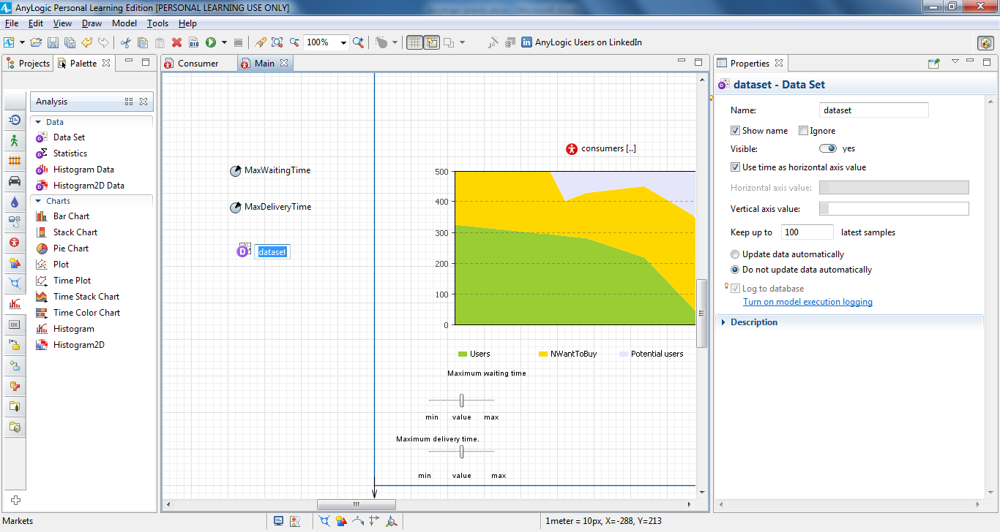 AnyLogic Personal Learning Edition [PERSONAL LEARNING USE ONLY]
File Edit View Draw Model Tools Help
100% AnyLogic Users on LinkedIn
Projects Palette
Consumer Main
Properties
Analysis
Data
Data Set
Statistics
Histogram Data
Histogram2D Data
Charts
Bar Chart
Stack Chart
Pie Chart
Plot
Time Plot
Time Stack Chart
Time Color Chart
Histogram
Histogram2D
OK
MaxWaitingTime
MaxDeliveryTime
D dataset
consumers [..]
500
400
300
200
100
0
Users NWantToBuy Potential users
Maximum waiting time
min value max
Maximum delivery time.
min value max
dataset - Data Set
Name: dataset
Show name Ignore
Visible: yes
Use time as horizontal axis value
Horizontal axis value:
Vertical axis value:
Keep up to 100 latest samples
Update data automatically
Do not update data automatically
Log to database
Turn on model execution logging
Description
Markets
1meter = 10px, X=-288, Y=213